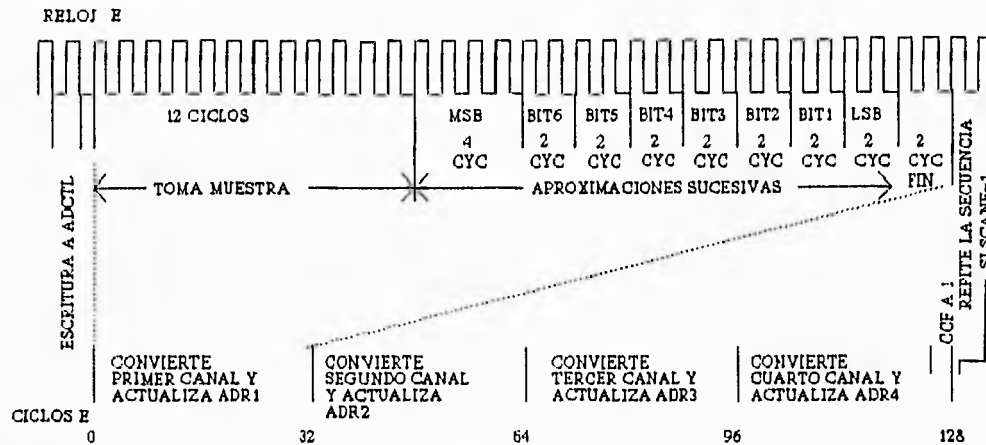 RELOJ E
12 CICLOS
MSB
4
CYC
BIT6
2
CYC
BIT5
2
CYC
BIT4
2
CYC
BIT3
2
CYC
BIT2
2
CYC
BIT1
2
CYC
LSB
2
CYC
2
CYC
FIN
TOMA MUESTRA
APROXIMACIONES SUCESIVAS
ESCRITURA A ADCTL
CCF A 1
REPITE LA SECUENCIA
SI SCANF=1
CONVIERTE
PRIMER CANAL Y
ACTUALIZA ADR1
CONVIERTE
SEGUNDO CANAL
Y ACTUALIZA
ADR2
CONVIERTE
TERCER CANAL Y
ACTUALIZA ADR3
CONVIERTE
CUARTO CANAL Y
ACTUALIZA ADR4
CICLOS E
0
32
64
96
128